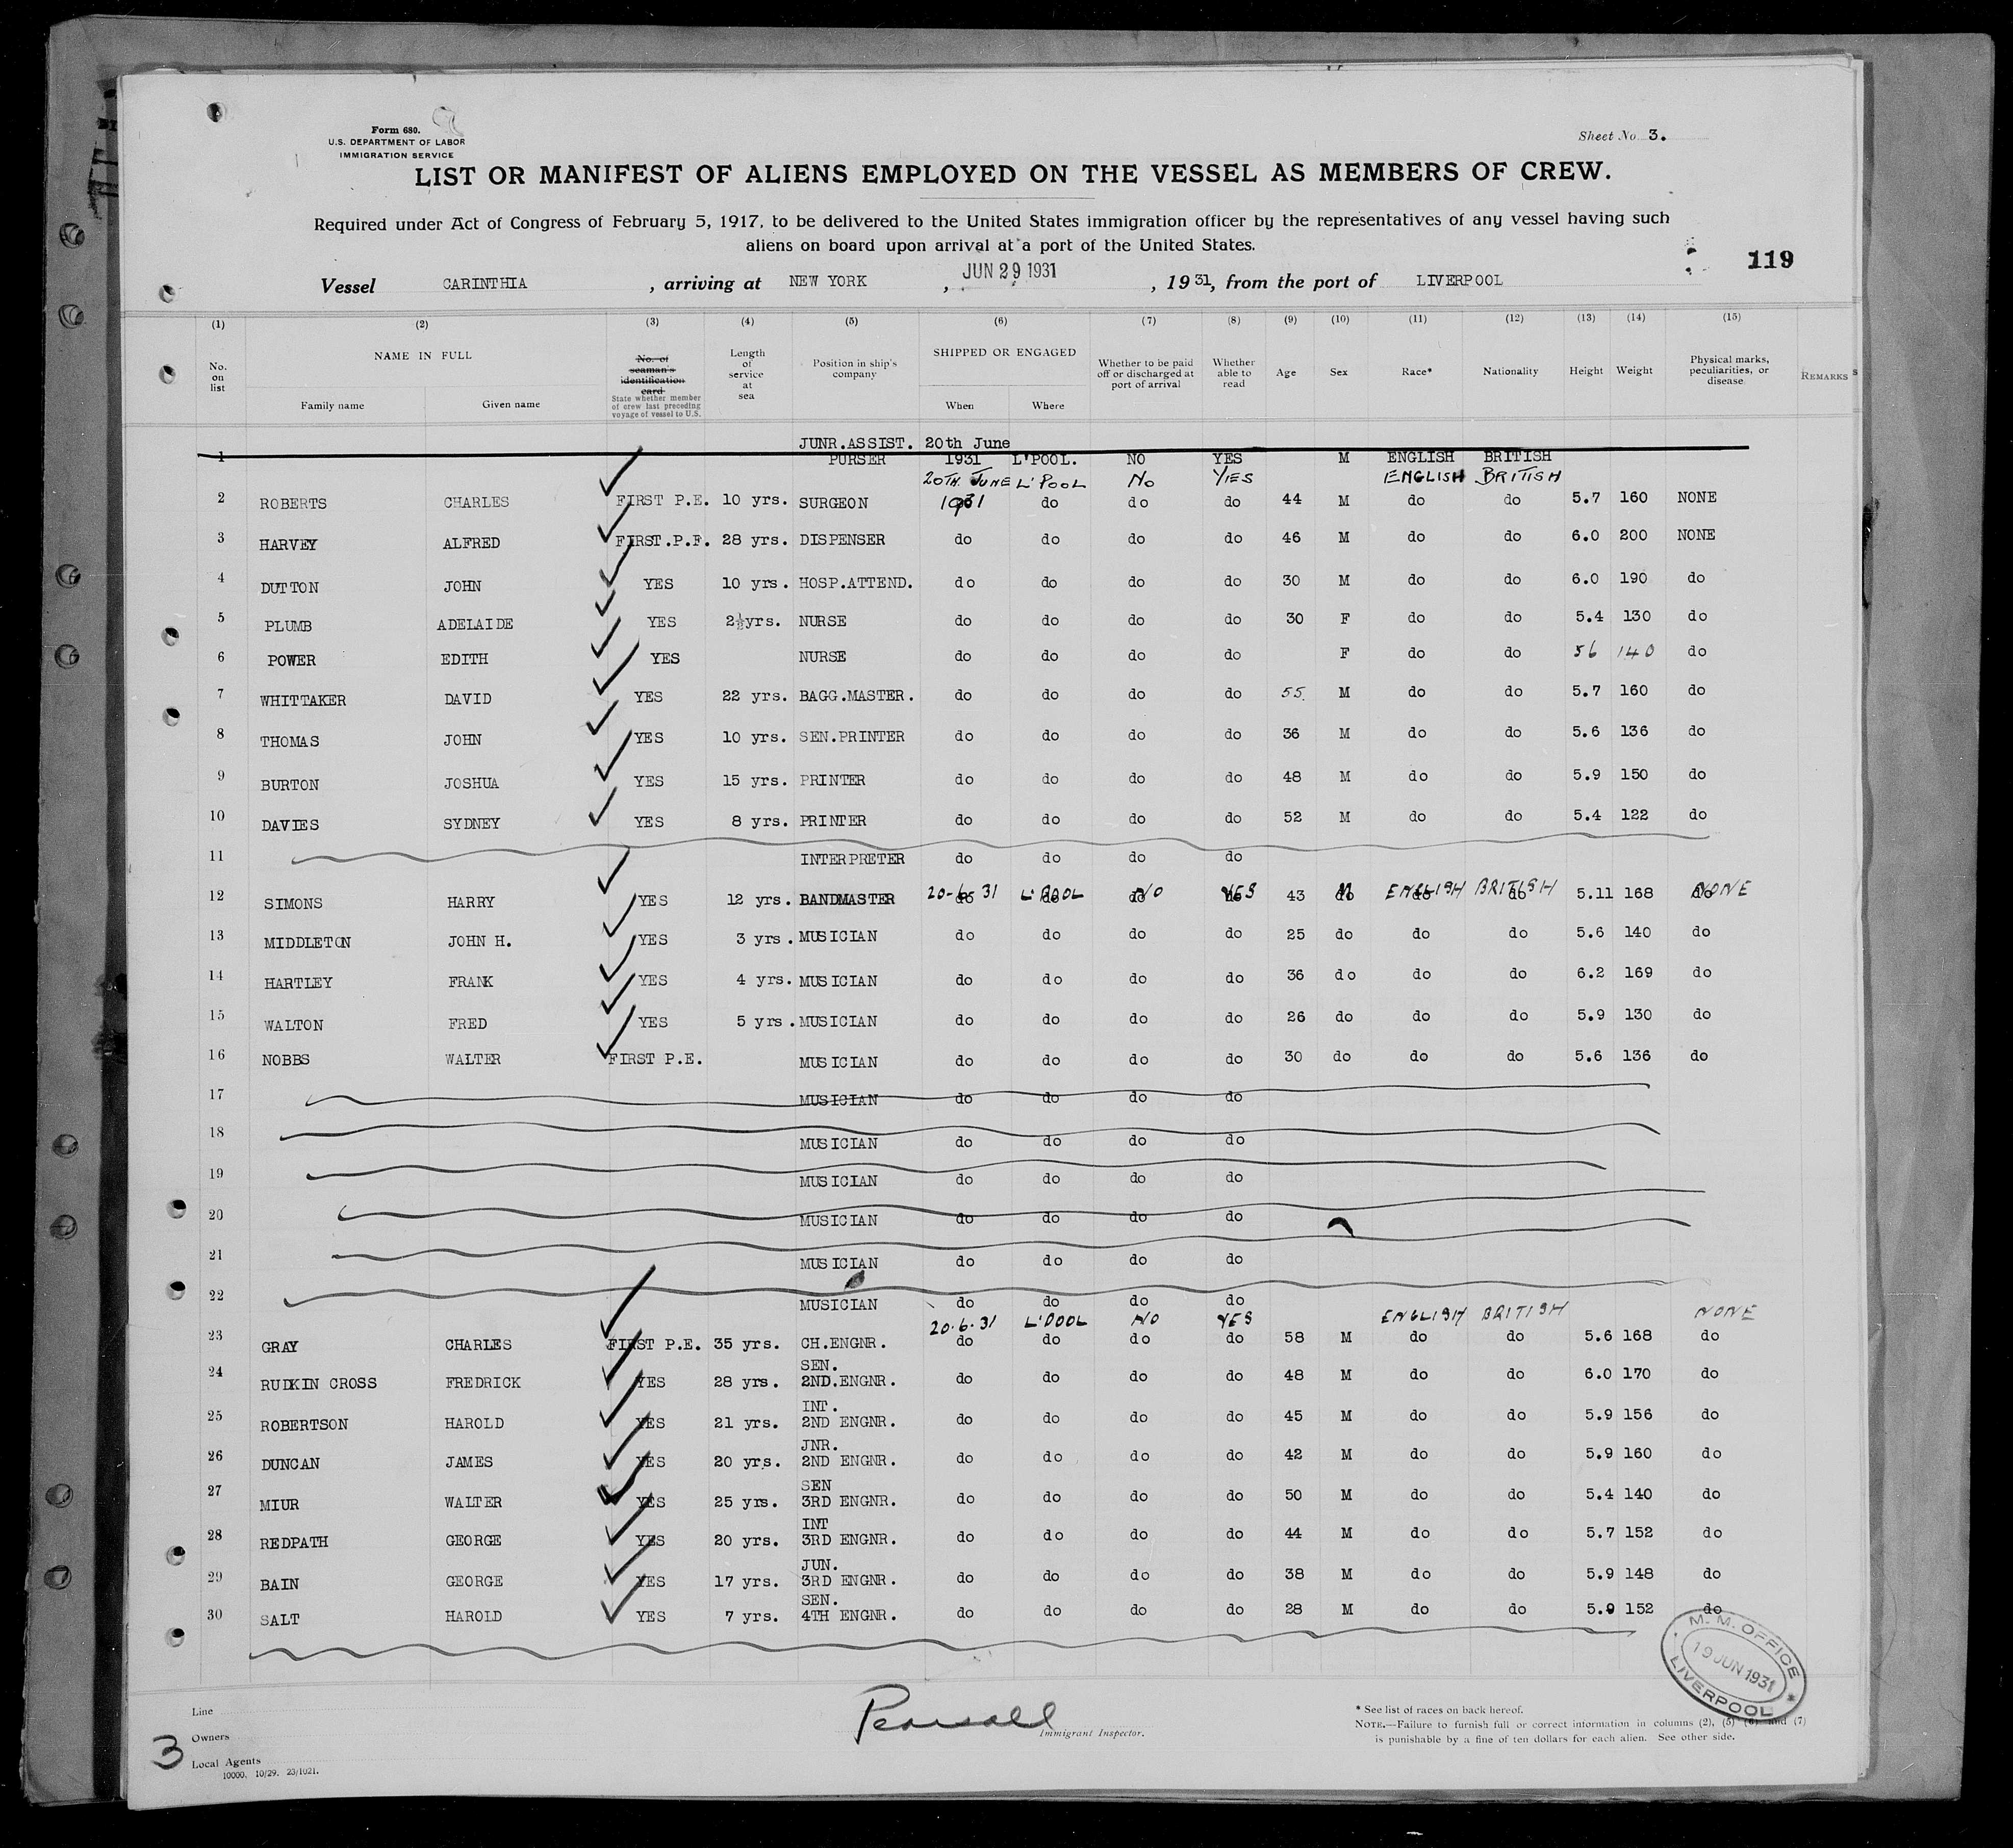 Form 680.
U.S. DEPARTMENT OF LABOR
IMMIGRATION SERVICE
Sheet No 3.
LIST OR MANIFEST OF ALIENS EMPLOYED ON THE VESSEL AS MEMBERS OF CREW.
Required under Act of Congress of February 5, 1917, to be delivered to the United States immigration officer by the representatives of any vessel having such
aliens on board upon arrival at a port of the United States.
119
Vessel CARINTHIA, arriving at NEW YORK, JUN 29 1931, 1931, from the port of LIVERPOOL
(1) (2) (3) (4) (5) (6) (7) (8) (9) (10) (11) (12) (13) (14) (15)
No. on list NAME IN FULL Family name Given name No. of seaman's identification card State whether member of crew last preceding voyage of vessel to U.S. Length of service at sea Position in ship's company SHIPPED OR ENGAGED When Where Whether to be paid off or discharged at port of arrival Whether able to read Age Sex Race* Nationality Height Weight Physical marks, peculiarities, or disease. REMARKS
JUNR.ASSIST. 20th June
1 PURSER 1931 L'POOL. NO YES M ENGLISH BRITISH
20TH JUNE L'POOL NO YES ENGLISH BRITISH
2 ROBERTS CHARLES FIRST P.E. 10 yrs. SURGEON 1931 do do do 44 M do do 5.7 160 NONE
3 HARVEY ALFRED FIRST.P.E. 28 yrs. DISPENSER do do do do 46 M do do 6.0 200 NONE
4 DUTTON JOHN YES 10 yrs. HOSP.ATTEND. do do do do 30 M do do 6.0 190 do
5 PLUMB ADELAIDE YES 2½yrs. NURSE do do do do 30 F do do 5.4 130 do
6 POWER EDITH YES NURSE do do do do F do do 56 140 do
7 WHITTAKER DAVID YES 22 yrs. BAGG.MASTER. do do do do 55 M do do 5.7 160 do
8 THOMAS JOHN YES 10 yrs. SEN.PRINTER do do do do 36 M do do 5.6 136 do
9 BURTON JOSHUA YES 15 yrs. PRINTER do do do do 48 M do do 5.9 150 do
10 DAVIES SYDNEY YES 8 yrs. PRINTER do do do do 52 M do do 5.4 122 do
11 INTERPRETER do do do do
20-6-31 L'POOL NO YES M ENGLISH BRITISH NONE
12 SIMONS HARRY YES 12 yrs. BANDMASTER do do do do 43 do do do 5.11 168 do
13 MIDDLETON JOHN H. YES 3 yrs. MUSICIAN do do do do 25 do do do 5.6 140 do
14 HARTLEY FRANK YES 4 yrs. MUSICIAN do do do do 36 do do do 6.2 169 do
15 WALTON FRED YES 5 yrs. MUSICIAN do do do do 26 do do do 5.9 130 do
16 NOBBS WALTER FIRST P.E. MUSICIAN do do do do 30 do do do 5.6 136 do
17 MUSICIAN do do do do
18 MUSICIAN do do do do
19 MUSICIAN do do do do
20 MUSICIAN do do do do
21 MUSICIAN do do do do
22 MUSICIAN do do do do
20.6.31 L'POOL NO YES ENGLISH BRITISH NONE
23 GRAY CHARLES FIRST P.E. 35 yrs. CH.ENGNR. do do do do 58 M do do 5.6 168 do
SEN.
24 RUDKIN CROSS FREDRICK YES 28 yrs. 2ND.ENGNR. do do do do 48 M do do 6.0 170 do
INT.
25 ROBERTSON HAROLD YES 21 yrs. 2ND ENGNR. do do do do 45 M do do 5.9 156 do
JNR.
26 DUNCAN JAMES YES 20 yrs. 2ND ENGNR. do do do do 42 M do do 5.9 160 do
SEN
27 MIUR WALTER YES 25 yrs. 3RD ENGNR. do do do do 50 M do do 5.4 140 do
INT
28 REDPATH GEORGE YES 20 yrs. 3RD ENGNR. do do do do 44 M do do 5.7 152 do
JUN.
29 BAIN GEORGE YES 17 yrs. 3RD ENGNR. do do do do 38 M do do 5.9 148 do
SEN.
30 SALT HAROLD YES 7 yrs. 4TH ENGNR. do do do do 28 M do do 5.9 152 do
M. M. OFFICE
19 JUN 1931
LIVERPOOL
Line
Owners
Local Agents
10000. 10/29. 23/1021.
3
Pearsall
Immigrant Inspector.
* See list of races on back hereof.
NOTE.—Failure to furnish full or correct information in columns (2), (5) (6) and (7)
is punishable by a fine of ten dollars for each alien. See other side.